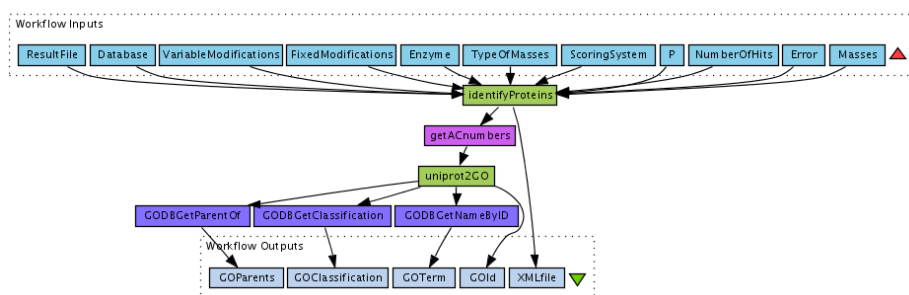 Workflow Inputs
ResultFile Database VariableModifications FixedModifications Enzyme TypeOfMasses ScoringSystem P NumberOfHits Error Masses
identifyProteins
getACnumbers
uniprot2GO
GODBGetParentOf GODBGetClassification GODBGetNameByID
Workflow Outputs
GOParents GOClassification GOTerm GOId XMLfile